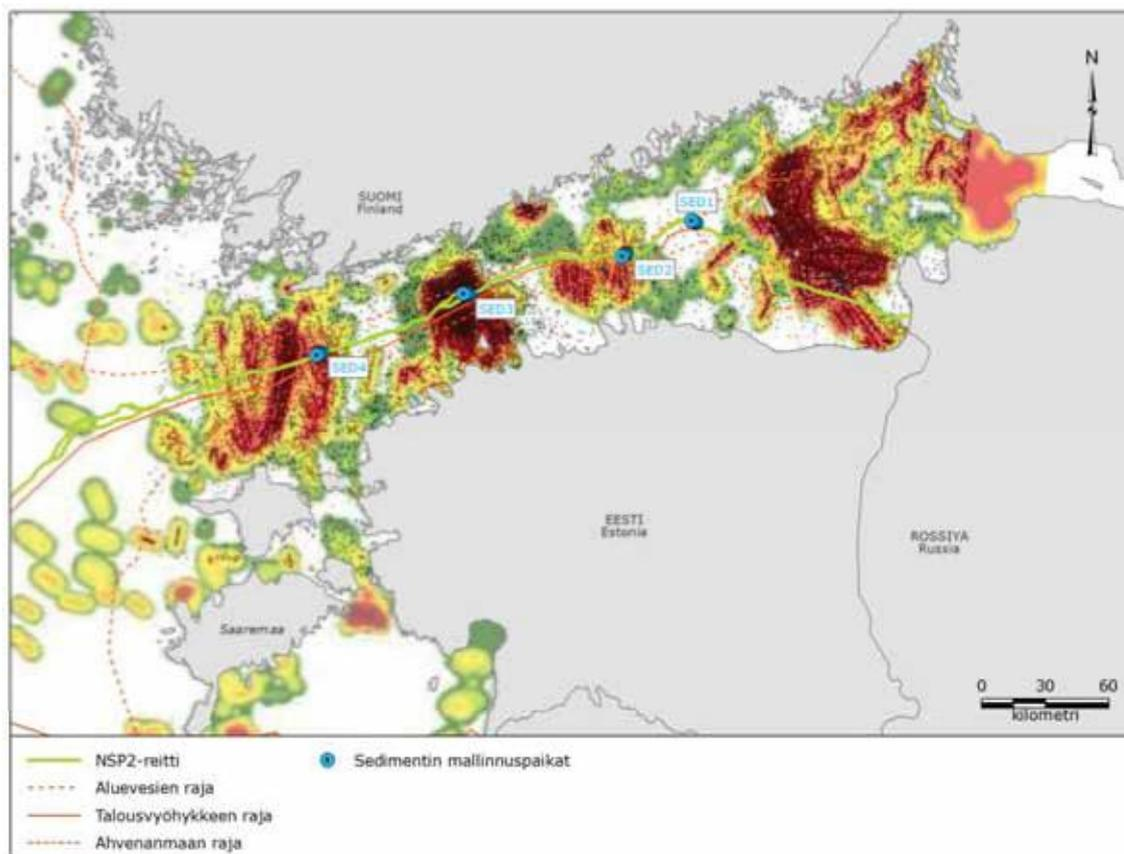 N
SUOMI
Finland
SED1
SED2
SED3
SED4
EESTI
Estonia
ROSSIYA
Russia
Saaremaa
0 30 60
kilometri
NSP2-reitti
Aluevesien raja
Talousvyöhykkeen raja
Ahvenanmaan raja
Sedimentin mallinnuspaikat